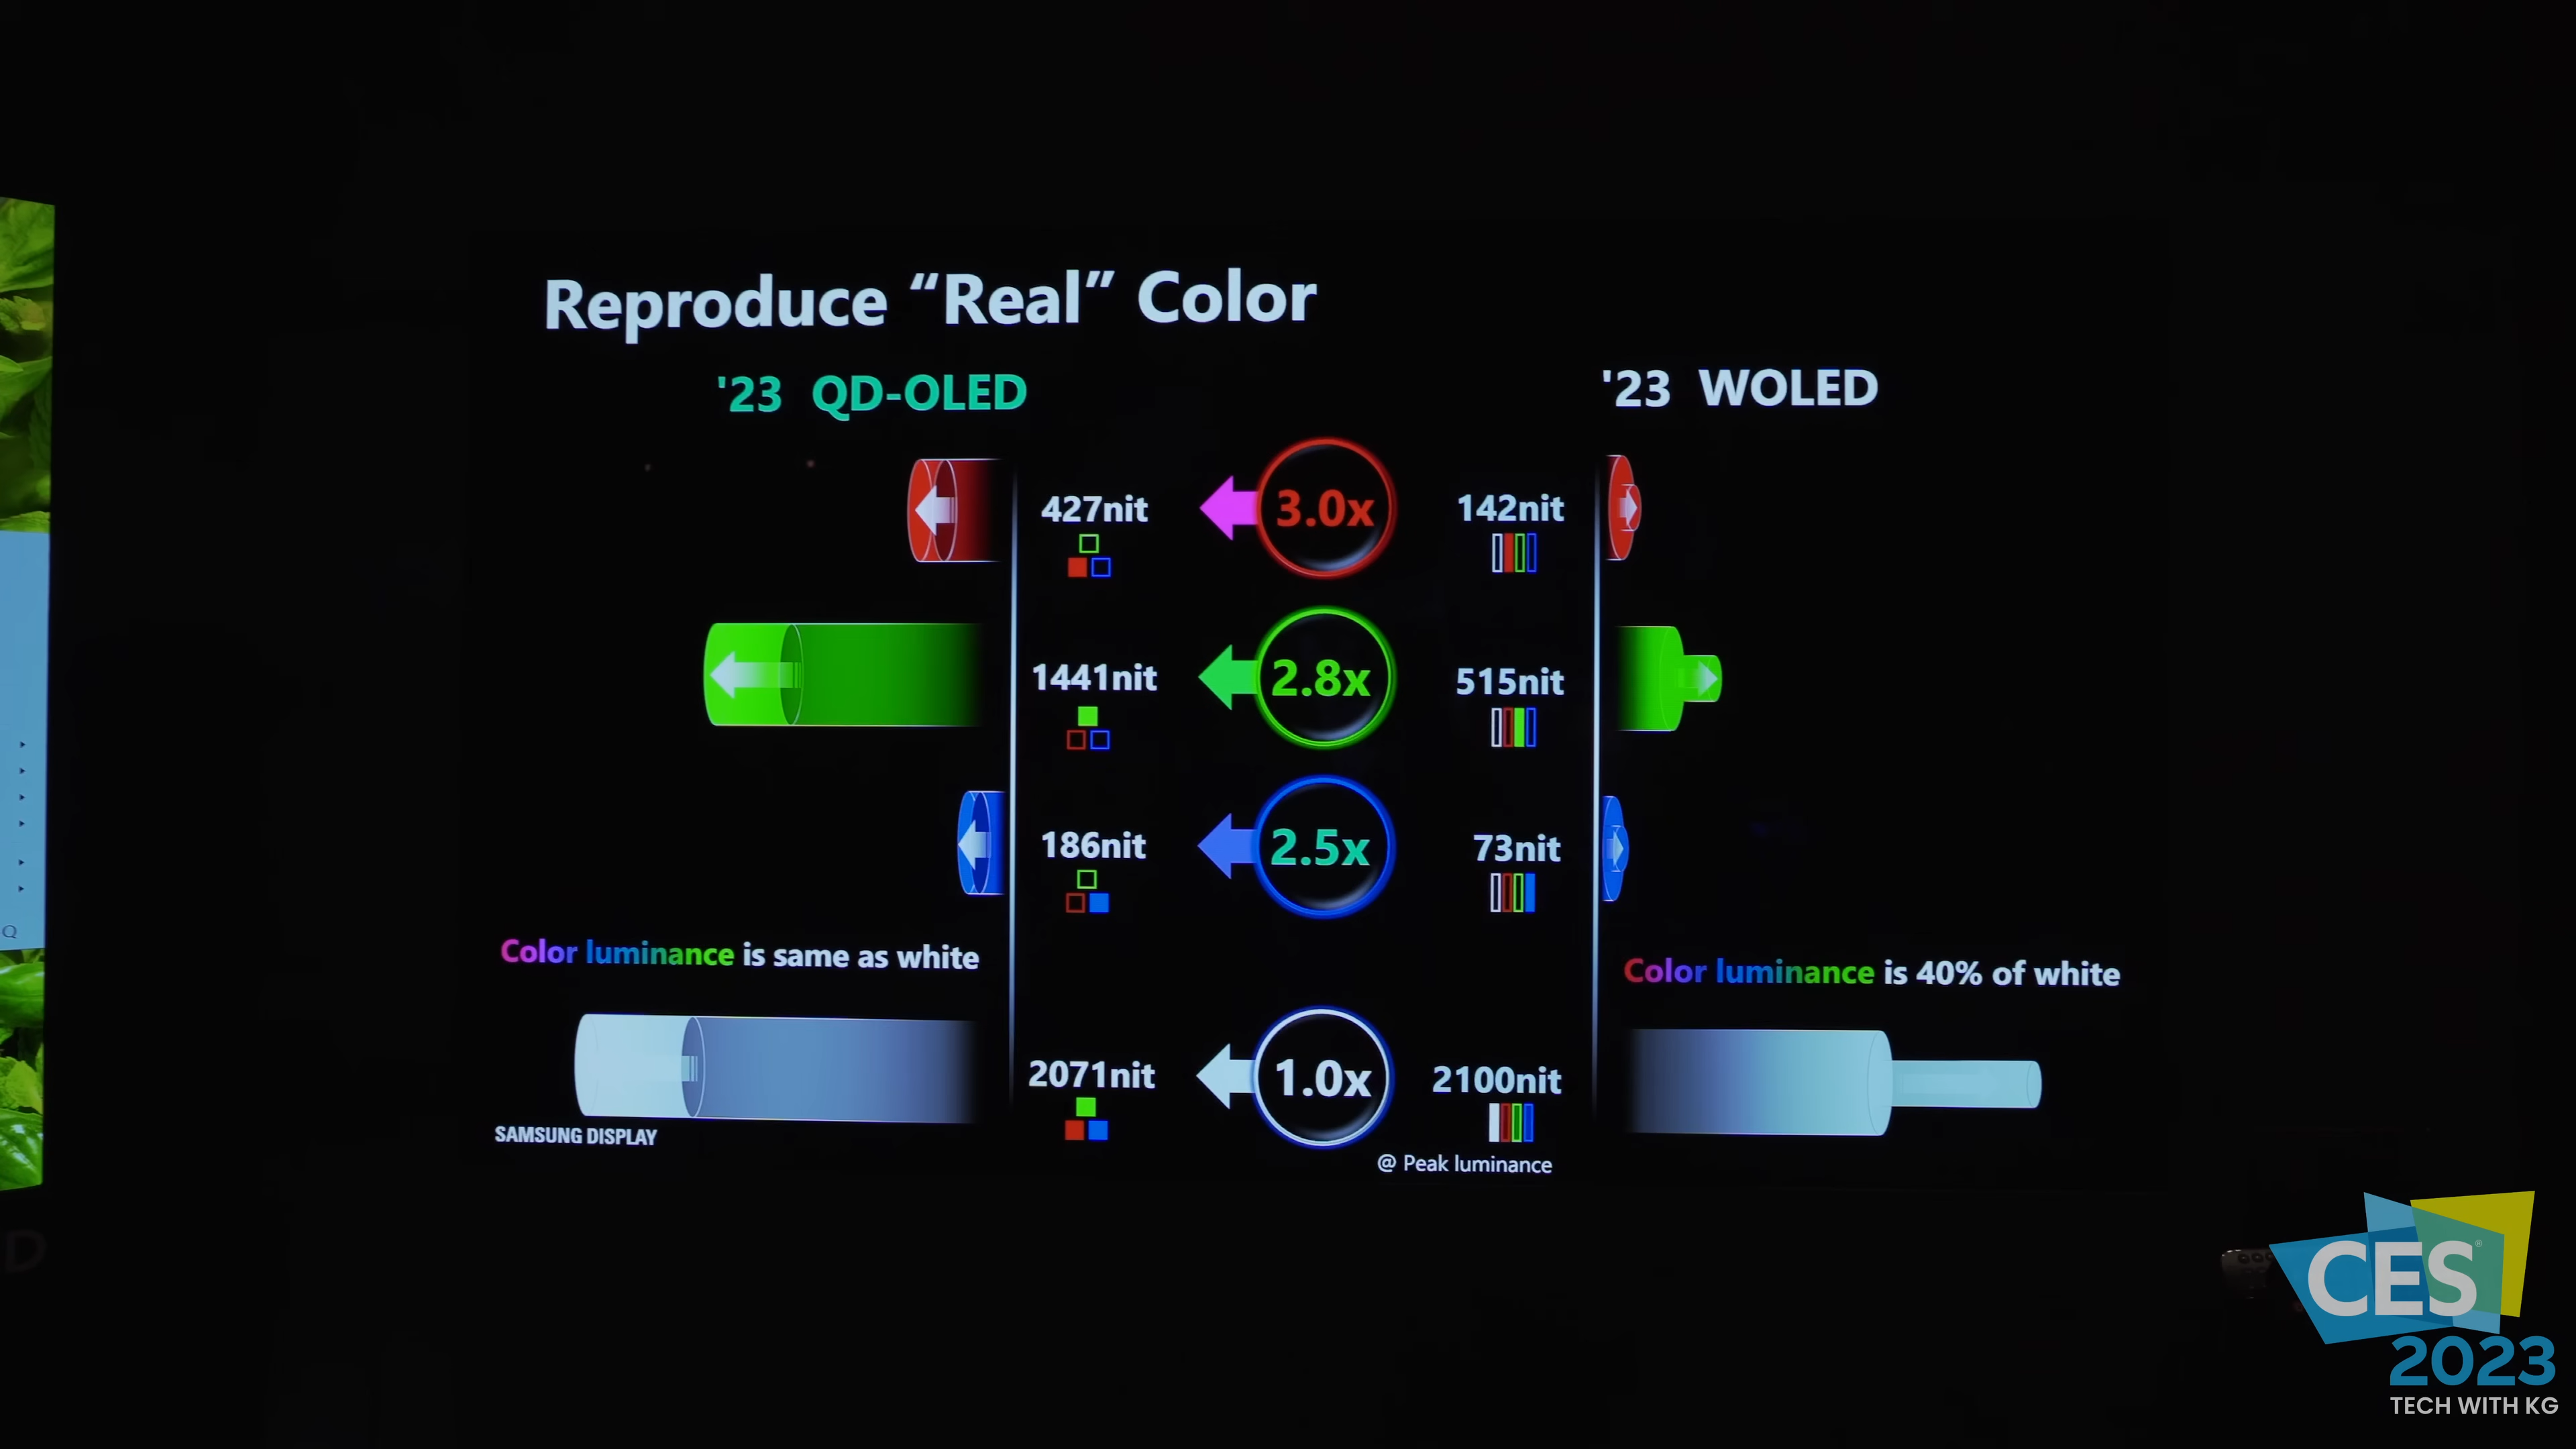 Reproduce “Real” Color
'23 QD-OLED
'23 WOLED
427nit
3.0x
142nit
1441nit
2.8x
515nit
186nit
2.5x
73nit
Color luminance is same as white
Color luminance is 40% of white
2071nit
1.0x
2100nit
SAMSUNG DISPLAY
@ Peak luminance
Q
D
CES®
2023
TECH WITH KG